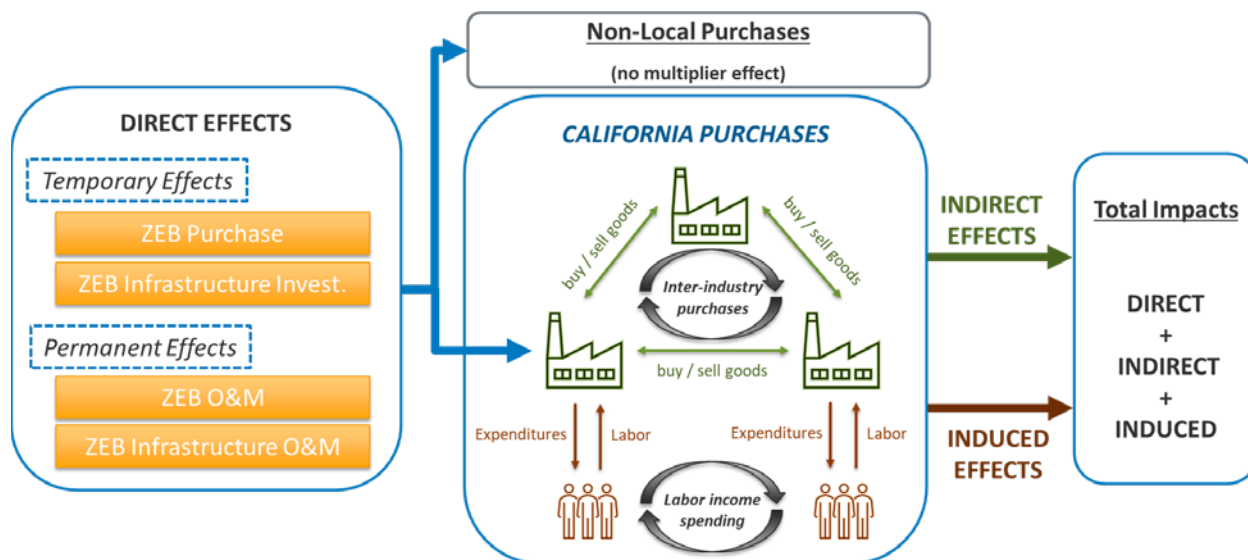 Non-Local Purchases
(no multiplier effect)
DIRECT EFFECTS
Temporary Effects
ZEB Purchase
ZEB Infrastructure Invest.
Permanent Effects
ZEB O&M
ZEB Infrastructure O&M
CALIFORNIA PURCHASES
buy / sell goods
buy / sell goods
Inter-industry
purchases
buy / sell goods
Expenditures
Labor
Expenditures
Labor
Labor income
spending
INDIRECT
EFFECTS
INDUCED
EFFECTS
Total Impacts
DIRECT
+
INDIRECT
+
INDUCED